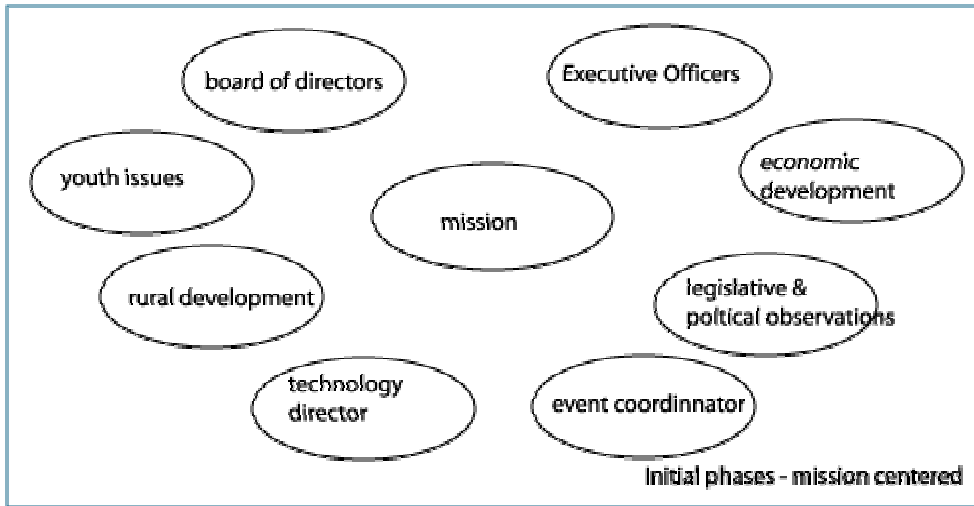 board of directors
Executive Officers
youth issues
economic
development
mission
rural development
legislative &
poltical observations
technology
director
event coordinnator
Initial phases - mission centered